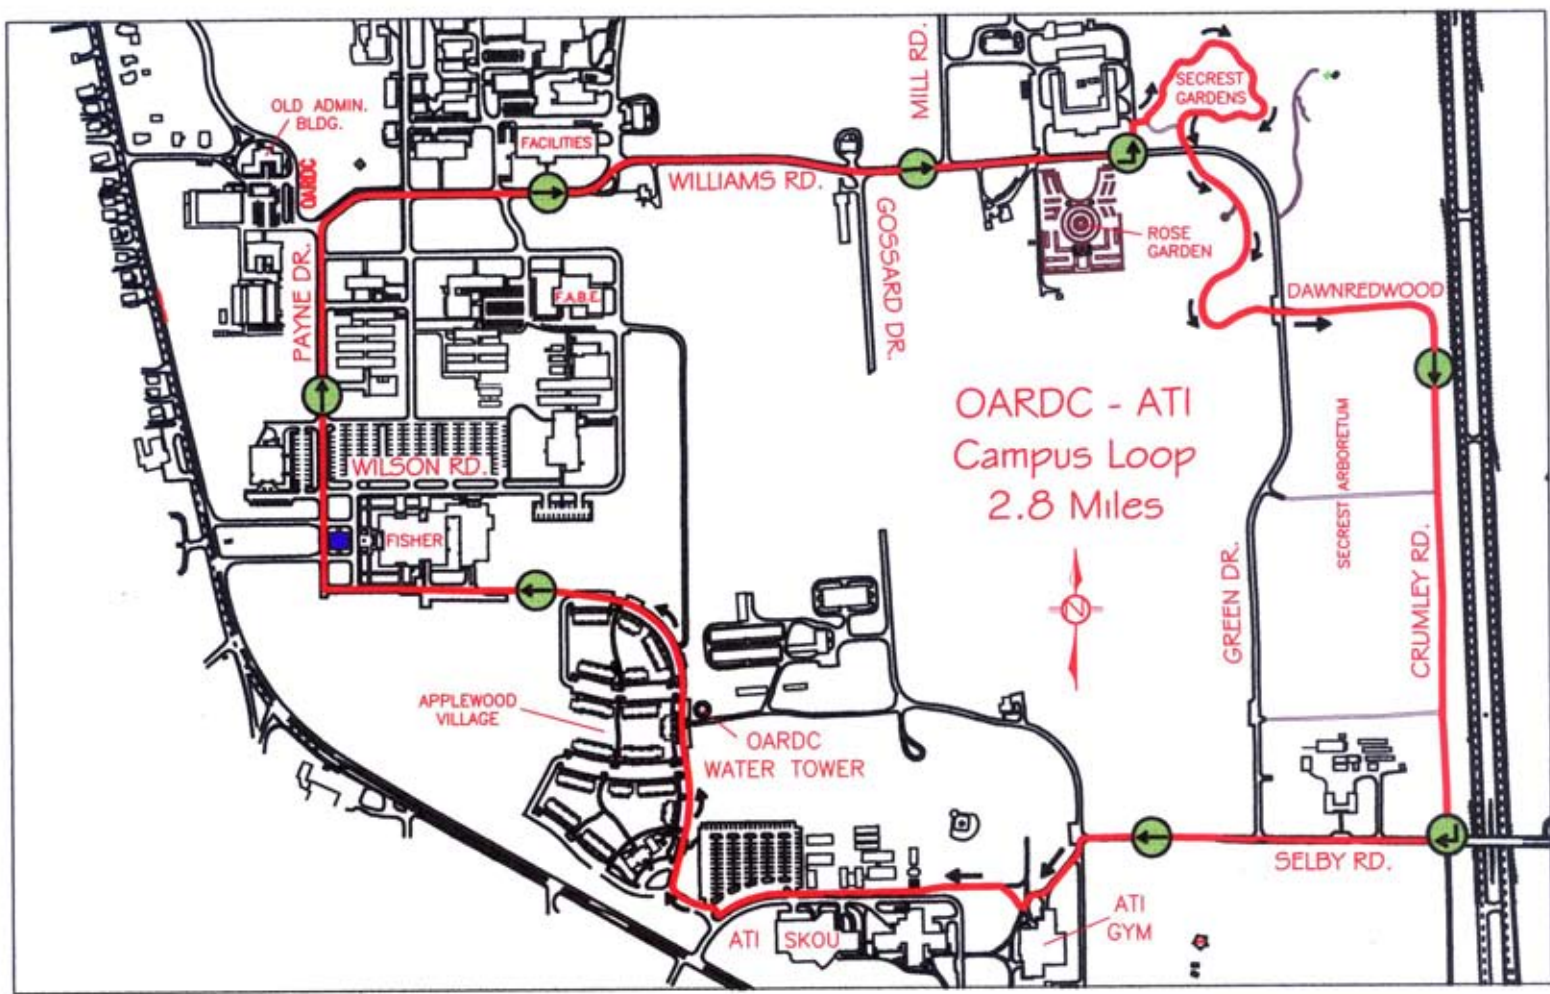 OLD ADMIN.
BLDG.
OARDC
FACILITIES
MILL RD.
SECREST
GARDENS
WILLIAMS RD.
GOSSARD DR.
ROSE
GARDEN
PAYNE DR.
F.A.B.E.
DAWNREDWOOD
OARDC - ATI
Campus Loop
2.8 Miles
WILSON RD.
SECREST ARBORETUM
FISHER
N
GREEN DR.
CRUMLEY RD.
APPLEWOOD
VILLAGE
OARDC
WATER TOWER
SELBY RD.
ATI
GYM
ATI SKOU